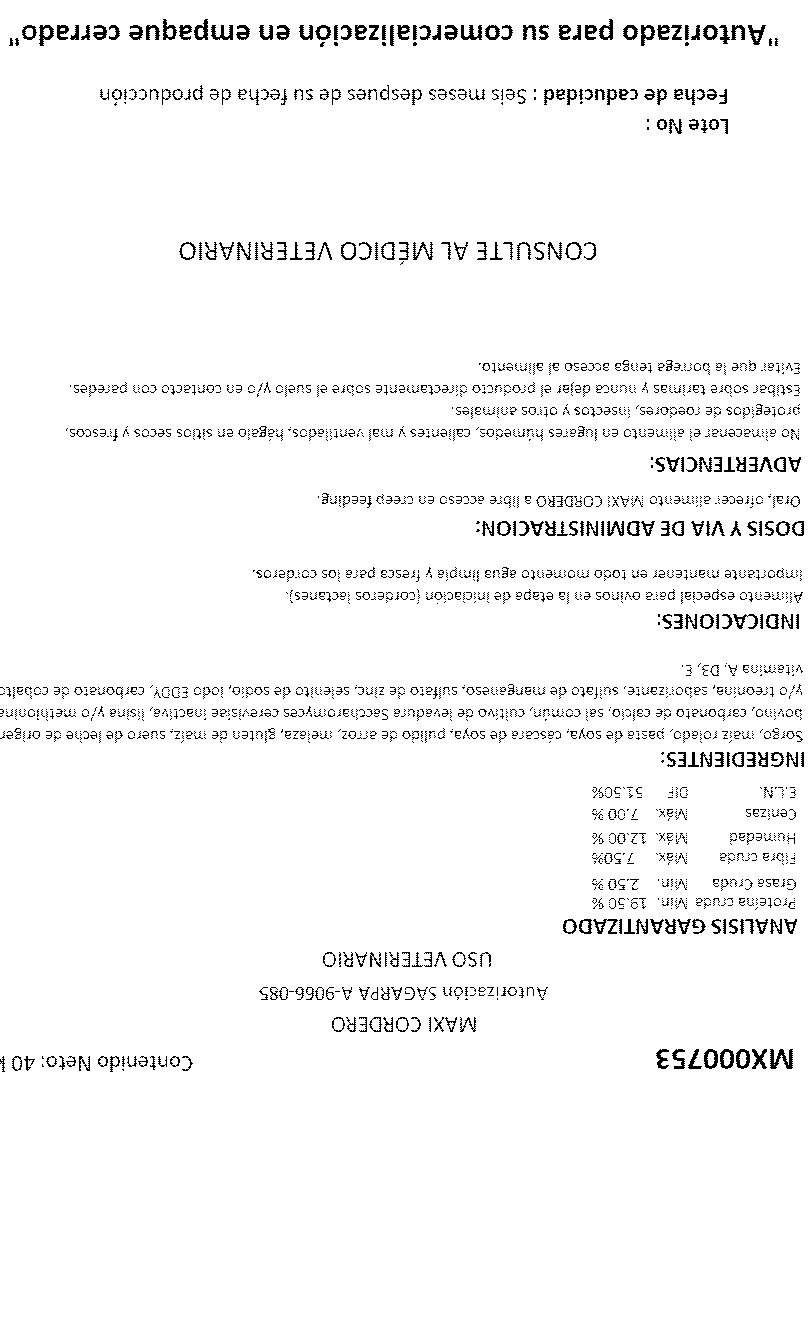 MX000753
Contenido Neto: 40 k
MAXI CORDERO
Autorización SAGARPA A-9066-085
USO VETERINARIO
ANALISIS GARANTIZADO
Proteína cruda Min. 19.50 %
Grasa Cruda Min. 2.50 %
Fibra cruda Máx. 7.50%
Humedad Máx. 12.00 %
Cenizas Máx. 7.00 %
E.L.N. DIF 51.50%
INGREDIENTES:
Sorgo, maíz rolado, pasta de soya, cáscara de soya, pulido de arroz, melaza, gluten de maíz, suero de leche de origen
bovino, carbonato de calcio, sal común, cultivo de levadura Saccharomyces cerevisiae inactiva, lisina y/o methionina
y/o treonina, saborizante, sulfato de manganeso, sulfato de zinc, selenito de sodio, Iodo EDDY, carbonato de cobalto
vitamina A, D3, E.
INDICACIONES:
Alimento especial para ovinos en la etapa de iniciación (corderos lactanes).
Importante mantener en todo momento agua limpia y fresca para los corderos.
DOSIS Y VIA DE ADMINISTRACION:
Oral, ofrecer alimento MAXI CORDERO a libre acceso en creep feeding.
ADVERTENCIAS:
No almacenar el alimento en lugares húmedos, calientes y mal ventilados, hágalo en sitios secos y frescos,
protegidos de roedores, insectos y otros animales.
Estibar sobre tarimas y nunca dejar el producto directamente sobre el suelo y/o en contacto con paredes.
Evitar que la borrega tenga acceso al alimento.
CONSULTE AL MÉDICO VETERINARIO
Lote No :
Fecha de caducidad : Seis meses despues de su fecha de producción
"Autorizado para su comercialización en empaque cerrado"